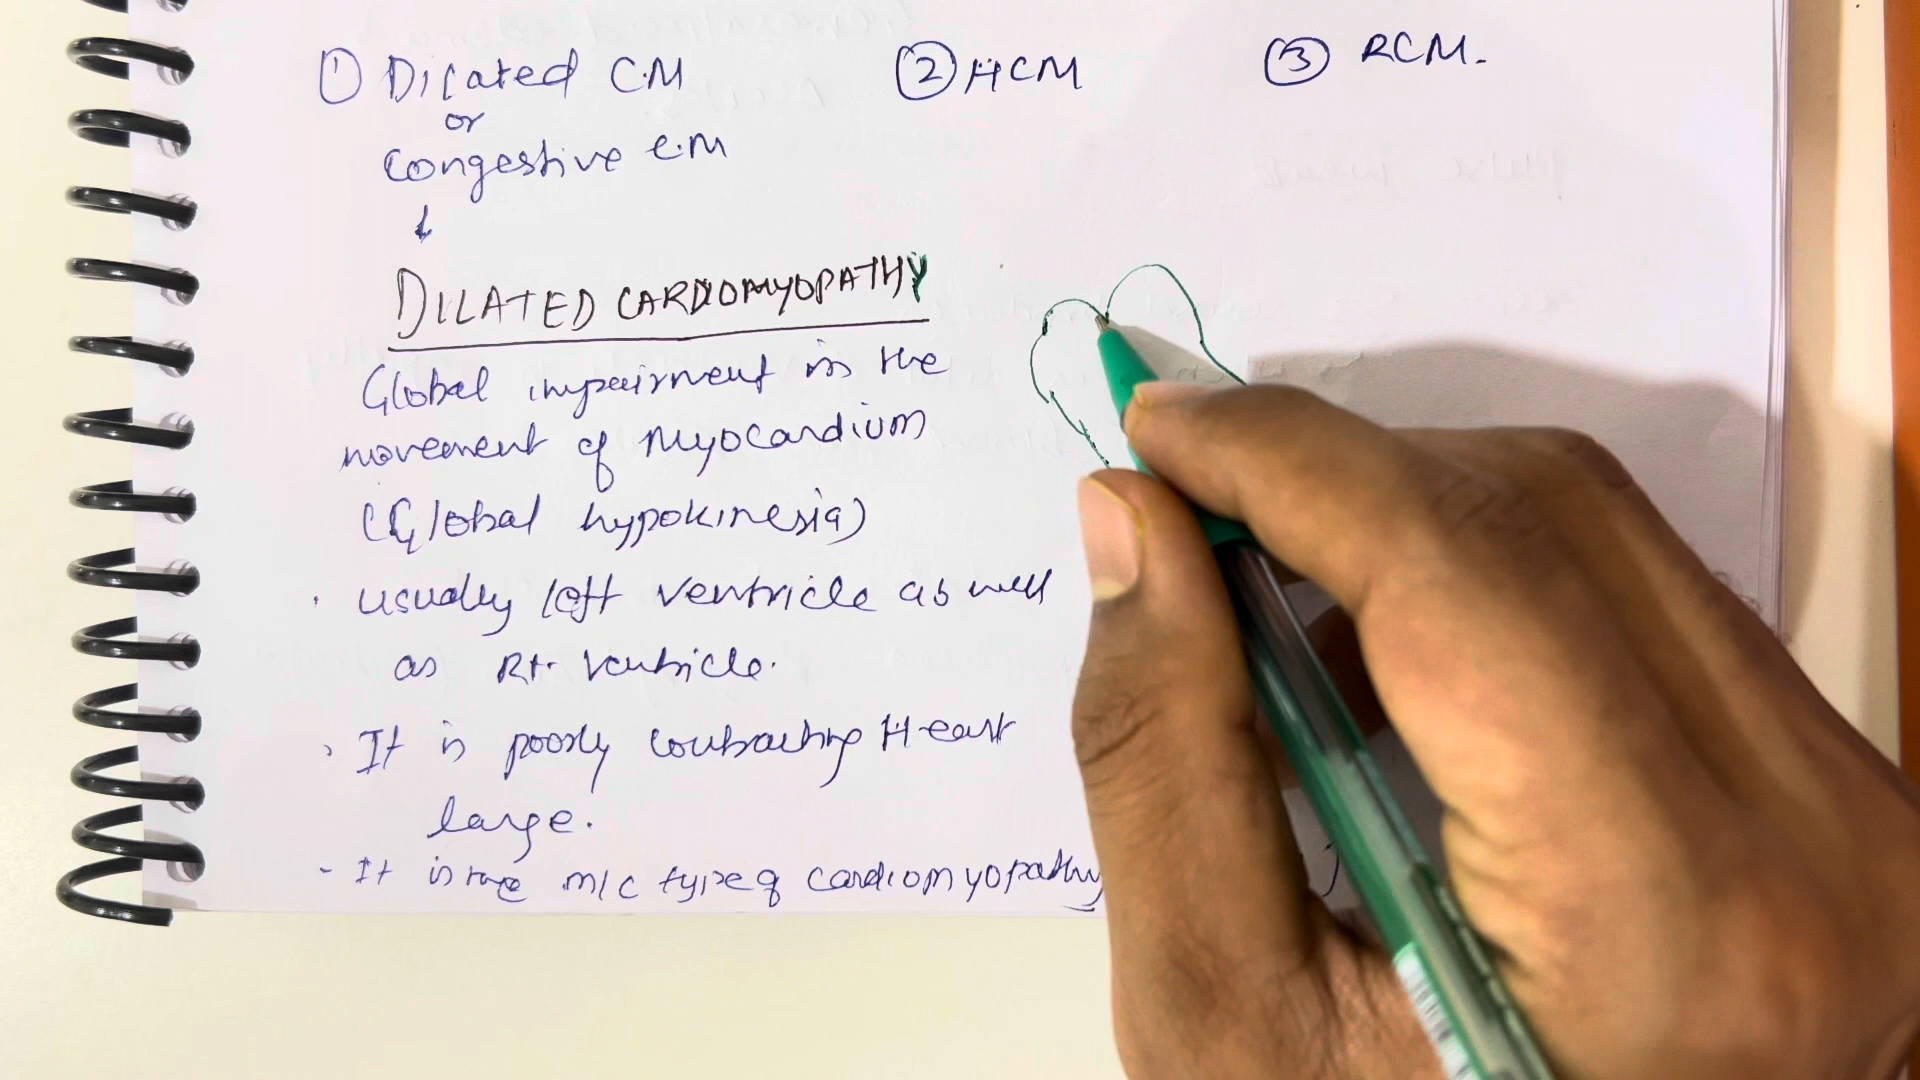 ① Dilated C.M ② HCM ③ RCM.
or
Congestive C.M
DILATED CARDIOMYOPATHY
Global impairment in the
movement of Myocardium
(Global hypokinesia)
· usually left ventricle as well
as Rt. ventricle.
· It is poorly contracting Heart
large.
- It is the m/c type of cardiomyopathy